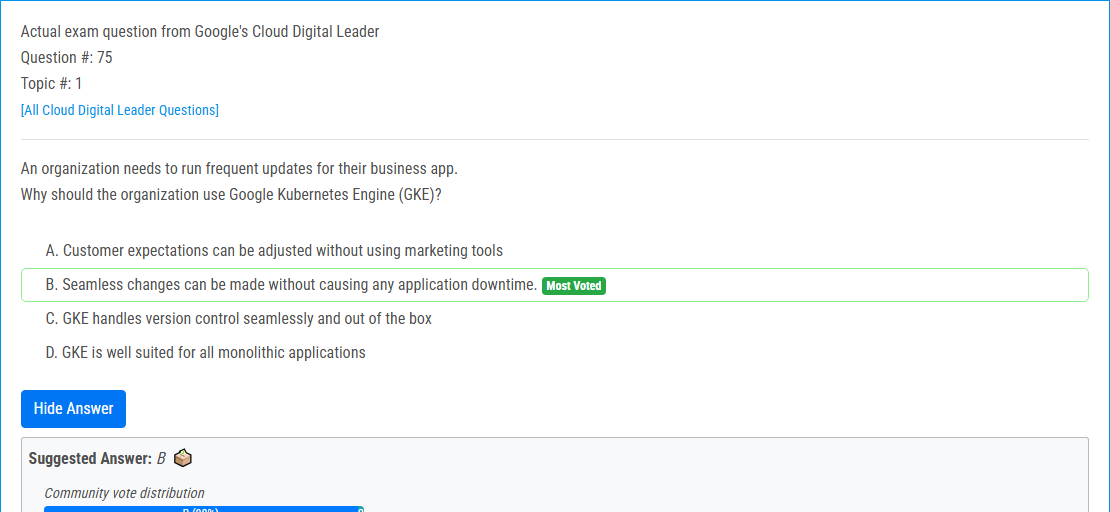 Actual exam question from Google's Cloud Digital Leader
Question #: 75
Topic #: 1
[All Cloud Digital Leader Questions]
An organization needs to run frequent updates for their business app.
Why should the organization use Google Kubernetes Engine (GKE)?
A. Customer expectations can be adjusted without using marketing tools
B. Seamless changes can be made without causing any application downtime. Most Voted
C. GKE handles version control seamlessly and out of the box
D. GKE is well suited for all monolithic applications
Hide Answer
Suggested Answer: B
Community vote distribution